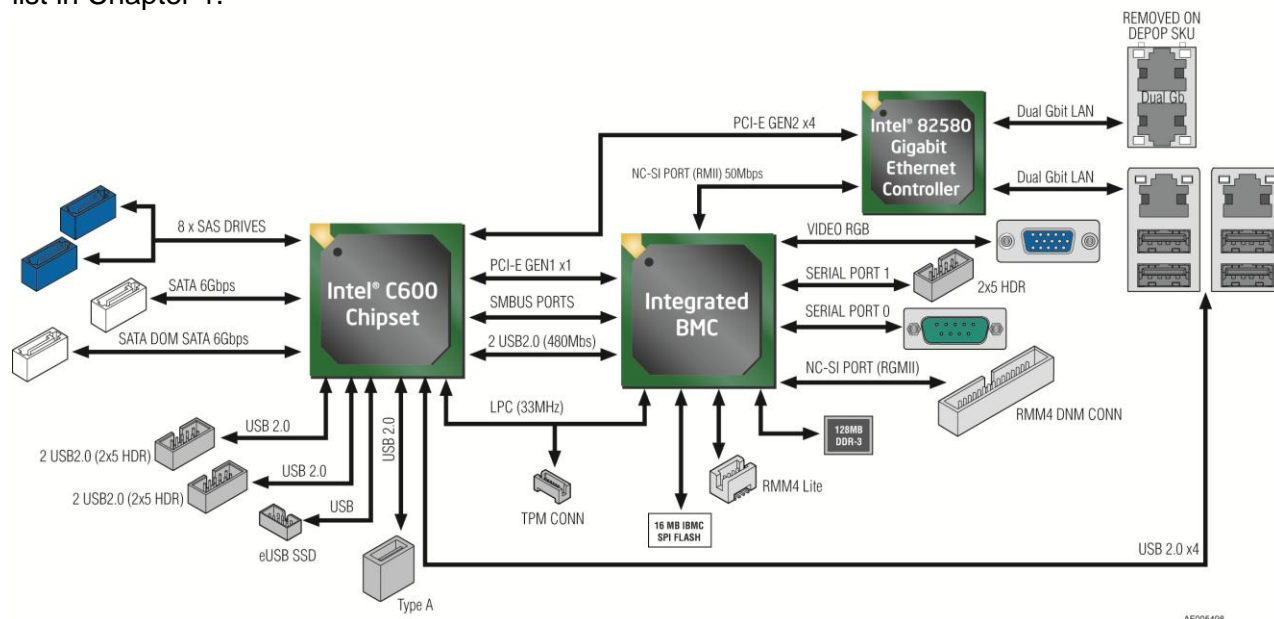 list in Chapter 1.
REMOVED ON
DEPOP SKU
Dual Gb
Intel® 82580
Gigabit
Ethernet
Controller
Dual Gbit LAN
Dual Gbit LAN
PCI-E GEN2 x4
NC-SI PORT (RMII) 50Mbps
8 x SAS DRIVES
SATA 6Gbps
SATA DOM SATA 6Gbps
Intel® C600
Chipset
PCI-E GEN1 x1
SMBUS PORTS
2 USB2.0 (480Mbs)
LPC (33MHz)
Integrated
BMC
VIDEO RGB
SERIAL PORT 1
2x5 HDR
SERIAL PORT 0
NC-SI PORT (RGMII)
RMM4 DNM CONN
128MB
DDR-3
RMM4 Lite
16 MB IBMC
SPI FLASH
TPM CONN
USB 2.0
2 USB2.0 (2x5 HDR)
USB 2.0
2 USB2.0 (2x5 HDR)
USB
eUSB SSD
USB 2.0
Type A
USB 2.0 x4